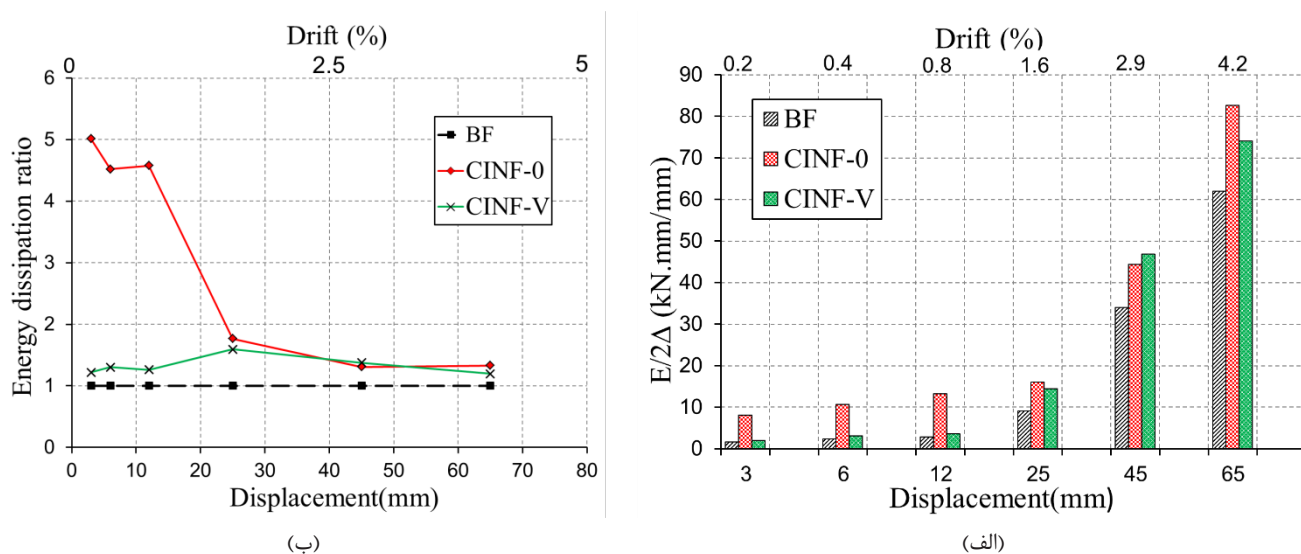 Drift (%)
0 2.5 5
6
5
4
3
2
1
0
Energy dissipation ratio
BF
CINF-0
CINF-V
0 10 20 30 40 50 60 70 80
Displacement(mm)
(ب)
Drift (%)
0.2 0.4 0.8 1.6 2.9 4.2
90
80
70
60
50
40
30
20
10
0
E/2Δ (kN.mm/mm)
BF
CINF-0
CINF-V
3 6 12 25 45 65
Displacement(mm)
(الف)